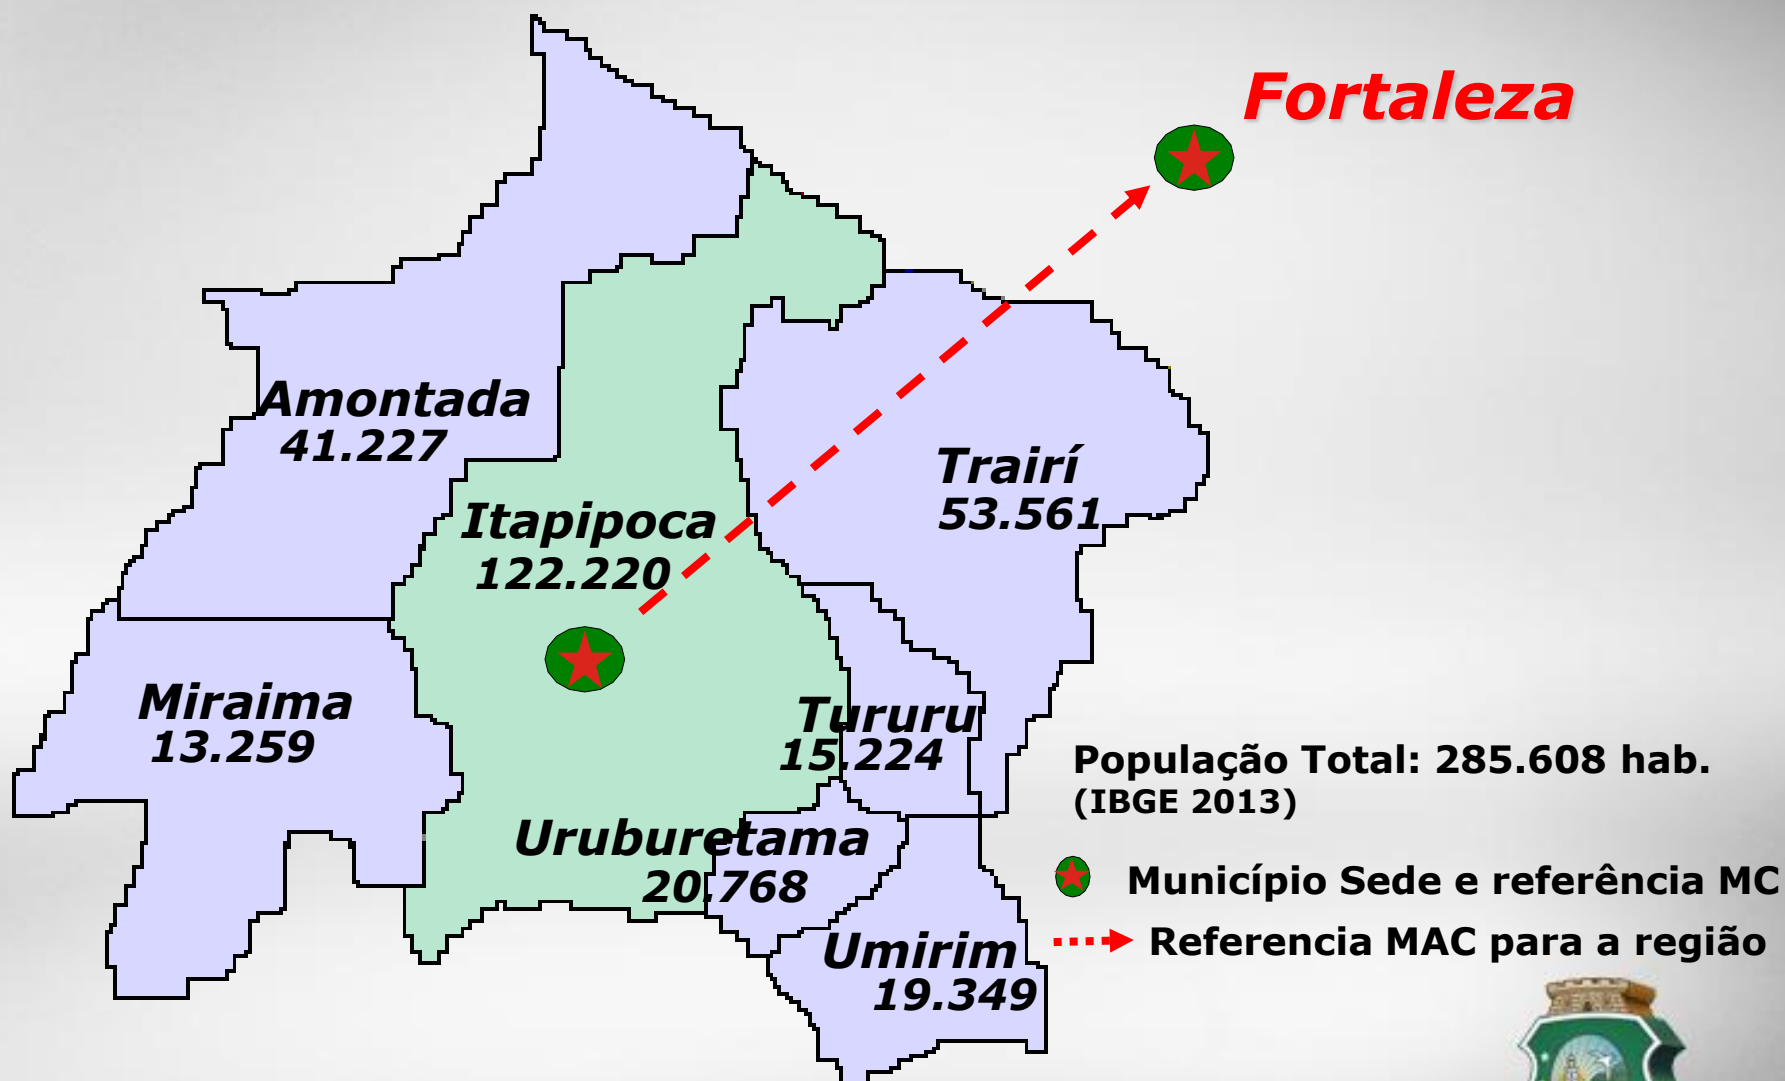 Fortaleza
Amontada
41.227
Trairí
53.561
Itapipoca
122.220
Miraima
13.259
Tururu
15.224
População Total: 285.608 hab.
(IBGE 2013)
Uruburetama
20.768
Município Sede e referência MC
Referencia MAC para a região
Umirim
19.349